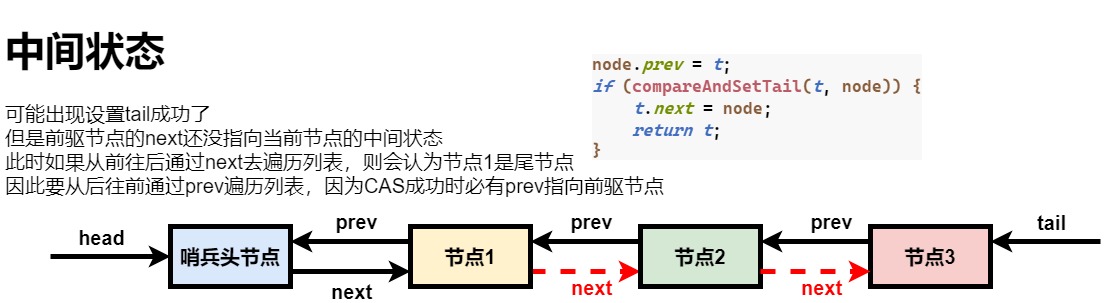 中间状态
node.prev = t;
if (compareAndSetTail(t, node)) {
t.next = node;
return t;
}
可能出现设置tail成功了
但是前驱节点的next还没指向当前节点的中间状态
此时如果从前往后通过next去遍历列表，则会认为节点1是尾节点
因此要从后往前通过prev遍历列表，因为CAS成功时必有prev指向前驱节点
head
prev
prev
prev
tail
哨兵头节点
节点1
节点2
节点3
next
next
next